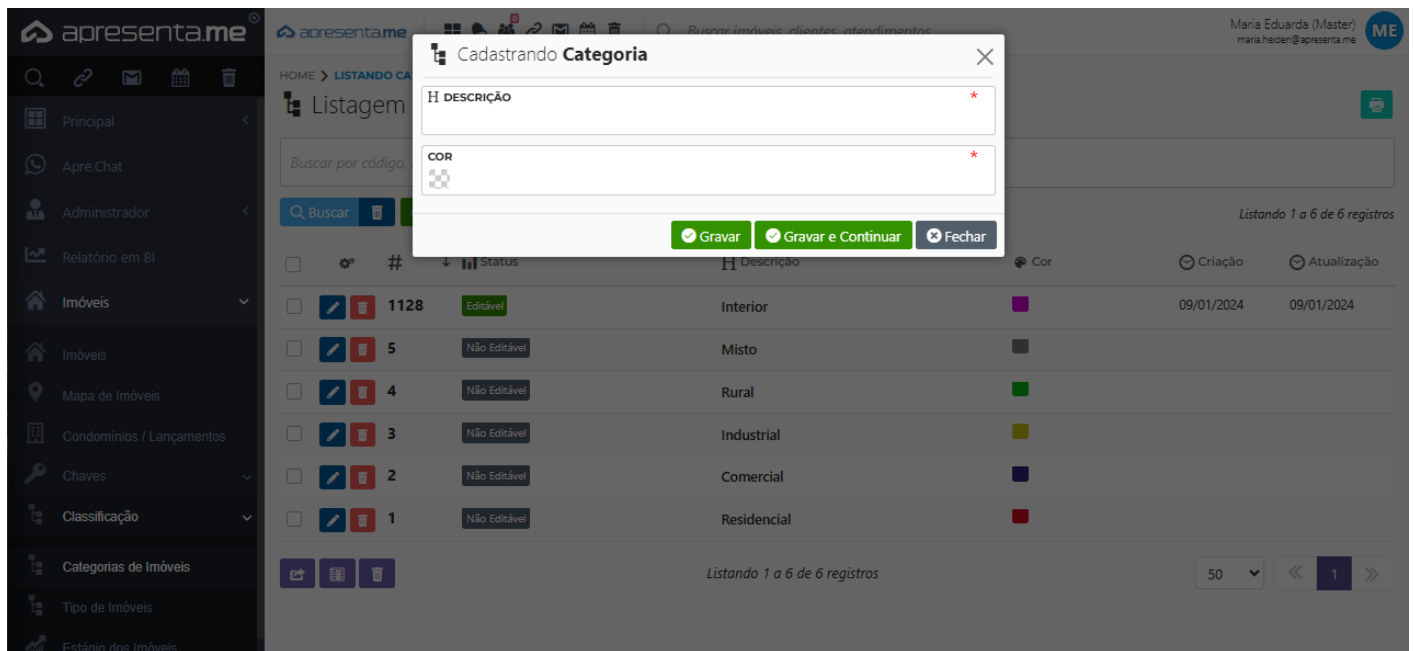 apresenta.me
apresenta.me
Buscar imóveis, clientes, atendimentos
Maria Eduarda (Master)
maria.heiden@apresenta.me
ME
Cadastrando Categoria
HOME > LISTANDO CA
Listagem
H DESCRIÇÃO *
COR *
Gravar
Gravar e Continuar
Fechar
Principal
Apre.Chat
Administrador
Relatório em BI
Imóveis
Imóveis
Mapa de Imóveis
Condomínios / Lançamentos
Chaves
Classificação
Categorias de Imóveis
Tipo de Imóveis
Estágio dos Imóveis
Buscar por código,
Buscar
Listando 1 a 6 de 6 registros
# Status H Descrição Cor Criação Atualização
1128 Editável Interior 09/01/2024 09/01/2024
5 Não Editável Misto
4 Não Editável Rural
3 Não Editável Industrial
2 Não Editável Comercial
1 Não Editável Residencial
Listando 1 a 6 de 6 registros
50
1